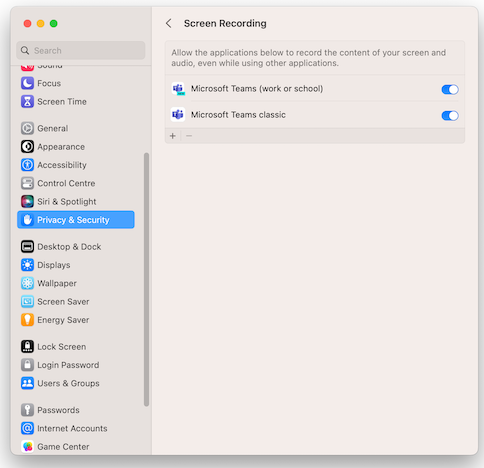 Search
Sound
Focus
Screen Time
General
Appearance
Accessibility
Control Centre
Siri & Spotlight
Privacy & Security
Desktop & Dock
Displays
Wallpaper
Screen Saver
Energy Saver
Lock Screen
Login Password
Users & Groups
Passwords
Internet Accounts
Game Center
Screen Recording
Allow the applications below to record the content of your screen and
audio, even while using other applications.
Microsoft Teams (work or school)
Microsoft Teams classic